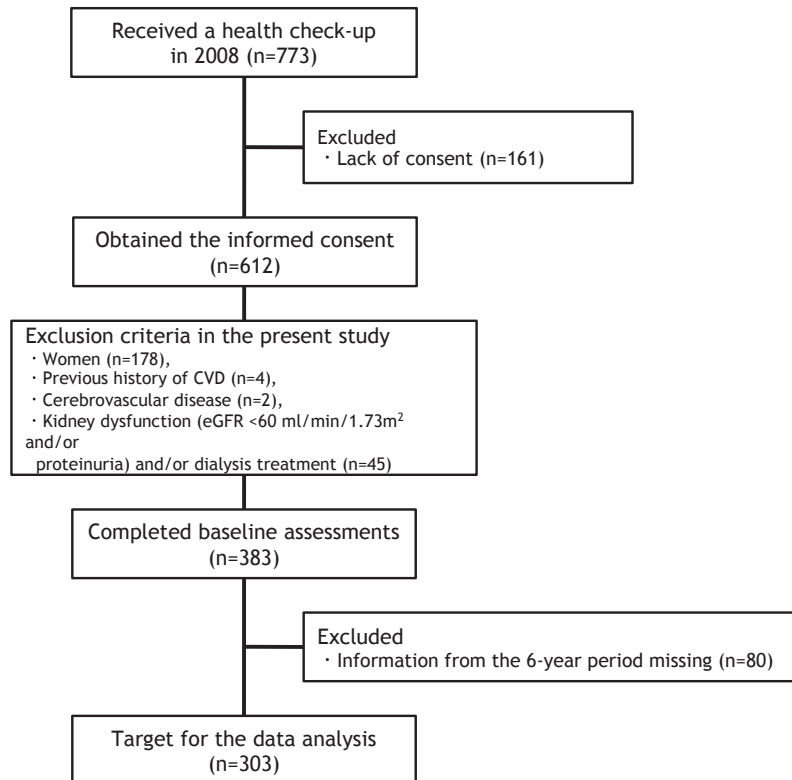 Received a health check-up
in 2008 (n=773)
Excluded
・Lack of consent (n=161)
Obtained the informed consent
(n=612)
Exclusion criteria in the present study
・Women (n=178),
・Previous history of CVD (n=4),
・Cerebrovascular disease (n=2),
・Kidney dysfunction (eGFR <60 ml/min/1.73m²
and/or
proteinuria) and/or dialysis treatment (n=45)
Completed baseline assessments
(n=383)
Excluded
・Information from the 6-year period missing (n=80)
Target for the data analysis
(n=303)